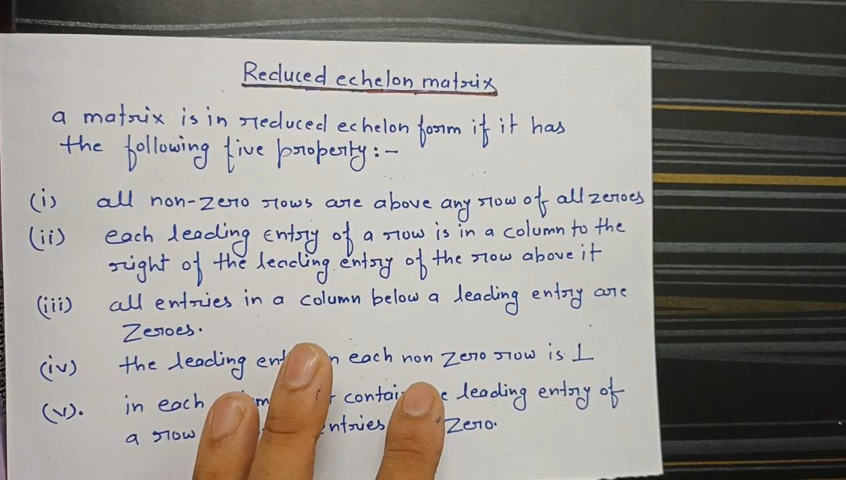 Reduced echelon matrix
a matrix is in reduced echelon form if it has
the following five property:-
(i) all non-zero rows are above any row of all zeroes
(ii) each leading entry of a row is in a column to the
right of the leading entry of the row above it
(iii) all entries in a column below a leading entry are
Zeroes.
(iv) the leading each non zero row is 1
(v). in each leading entry of
a row Zero.